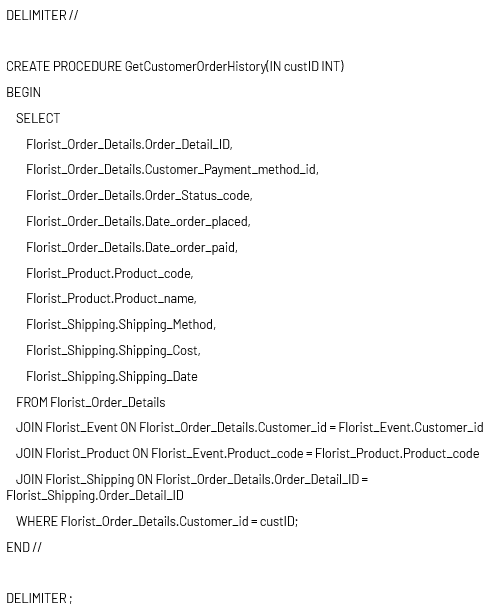 DELIMITER //
CREATE PROCEDURE GetCustomerOrderHistory(IN custID INT)
BEGIN
SELECT
Florist_Order_Details.Order_Detail_ID,
Florist_Order_Details.Customer_Payment_method_id,
Florist_Order_Details.Order_Status_code,
Florist_Order_Details.Date_order_placed,
Florist_Order_Details.Date_order_paid,
Florist_Product.Product_code,
Florist_Product.Product_name,
Florist_Shipping.Shipping_Method,
Florist_Shipping.Shipping_Cost,
Florist_Shipping.Shipping_Date
FROM Florist_Order_Details
JOIN Florist_Event ON Florist_Order_Details.Customer_id = Florist_Event.Customer_id
JOIN Florist_Product ON Florist_Event.Product_code = Florist_Product.Product_code
JOIN Florist_Shipping ON Florist_Order_Details.Order_Detail_ID =
Florist_Shipping.Order_Detail_ID
WHERE Florist_Order_Details.Customer_id = custID;
END //
DELIMITER ;